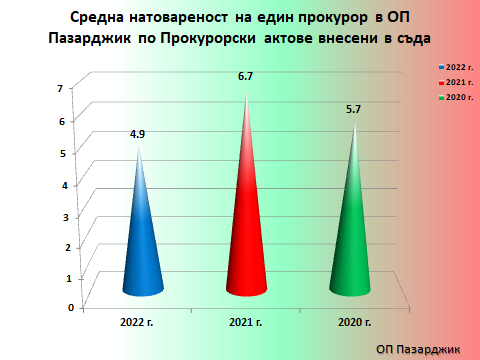 Средна натовареност на един прокурор в ОП
Пазарджик по Прокурорски актове внесени в съда
2022 г.
2021 г.
2020 г.
7
6
5
4
3
2
1
0
4.9
6.7
5.7
2022 г.
2021 г.
2020 г.
ОП Пазарджик